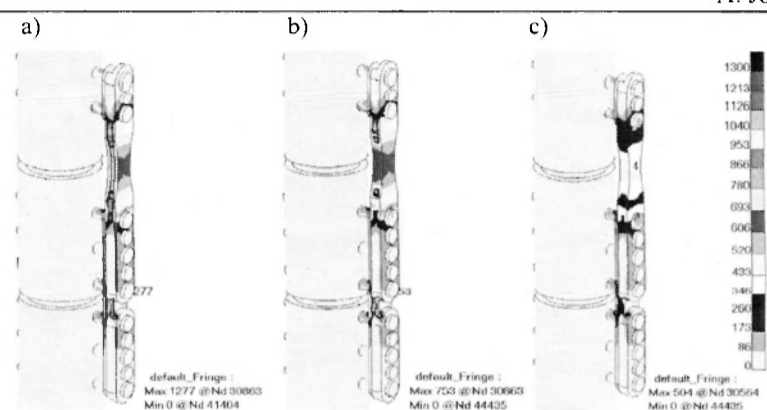 a)
b)
c)
277
53
4
default_Fringe :
Max 1277 @Nd 30863
Min 0 @Nd 41404
default_Fringe :
Max 753 @Nd 30863
Min 0 @Nd 44435
default_Fringe :
Max 504 @Nd 30564
Min 0 @Nd 44435
1300
1213
1126
1040
953
866
780
693
606
520
433
346
260
173
86
0